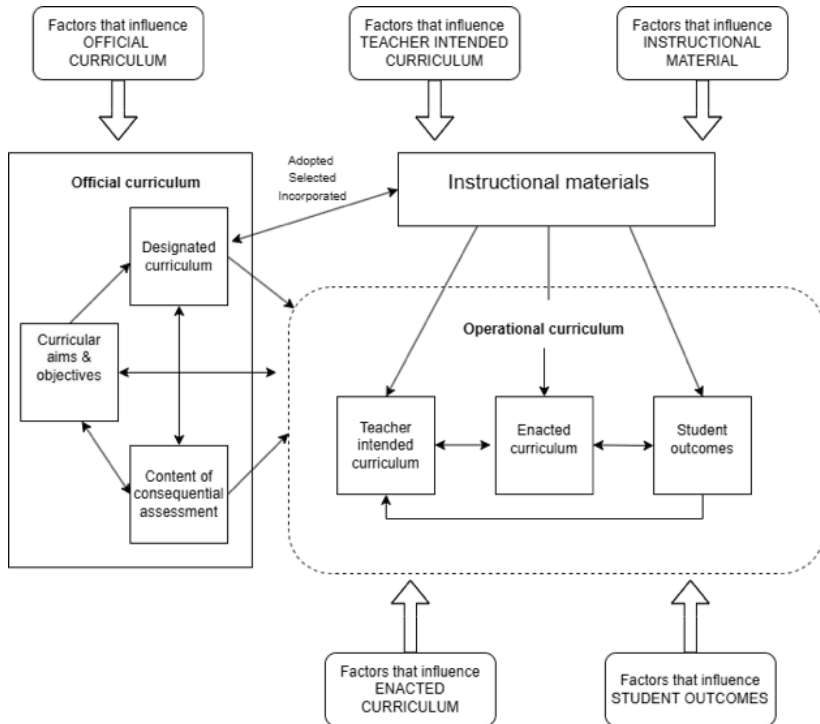 Factors that influence
OFFICIAL
CURRICULUM
Factors that influence
TEACHER INTENDED
CURRICULUM
Factors that influence
INSTRUCTIONAL
MATERIAL
Official curriculum
Adopted
Selected
Incorporated
Instructional materials
Designated
curriculum
Curricular
aims &
objectives
Content of
consequential
assessment
Operational curriculum
Teacher
intended
curriculum
Enacted
curriculum
Student
outcomes
Factors that influence
ENACTED
CURRICULUM
Factors that influence
STUDENT OUTCOMES